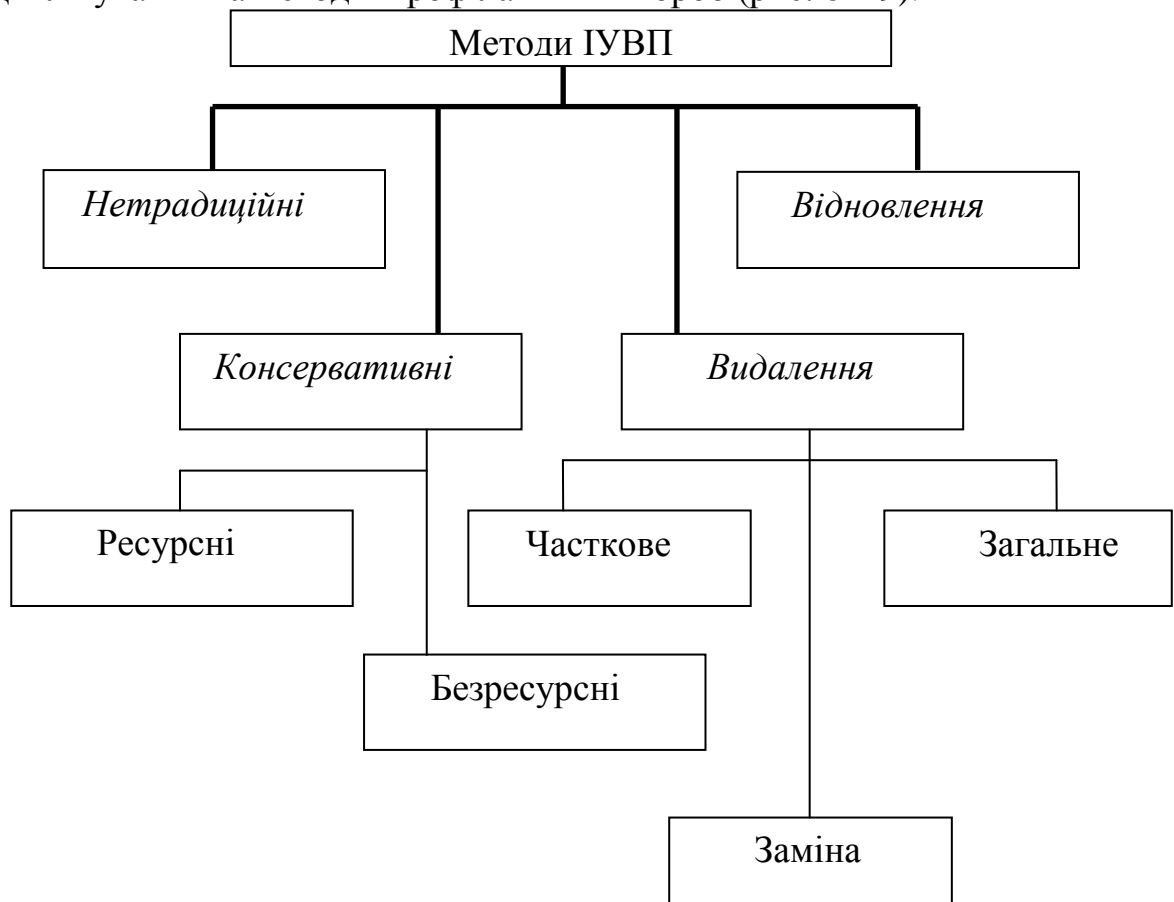 Методи ІУВП
Нетрадиційні
Відновлення
Консервативні
Видалення
Ресурсні
Часткове
Загальне
Безресурсні
Заміна